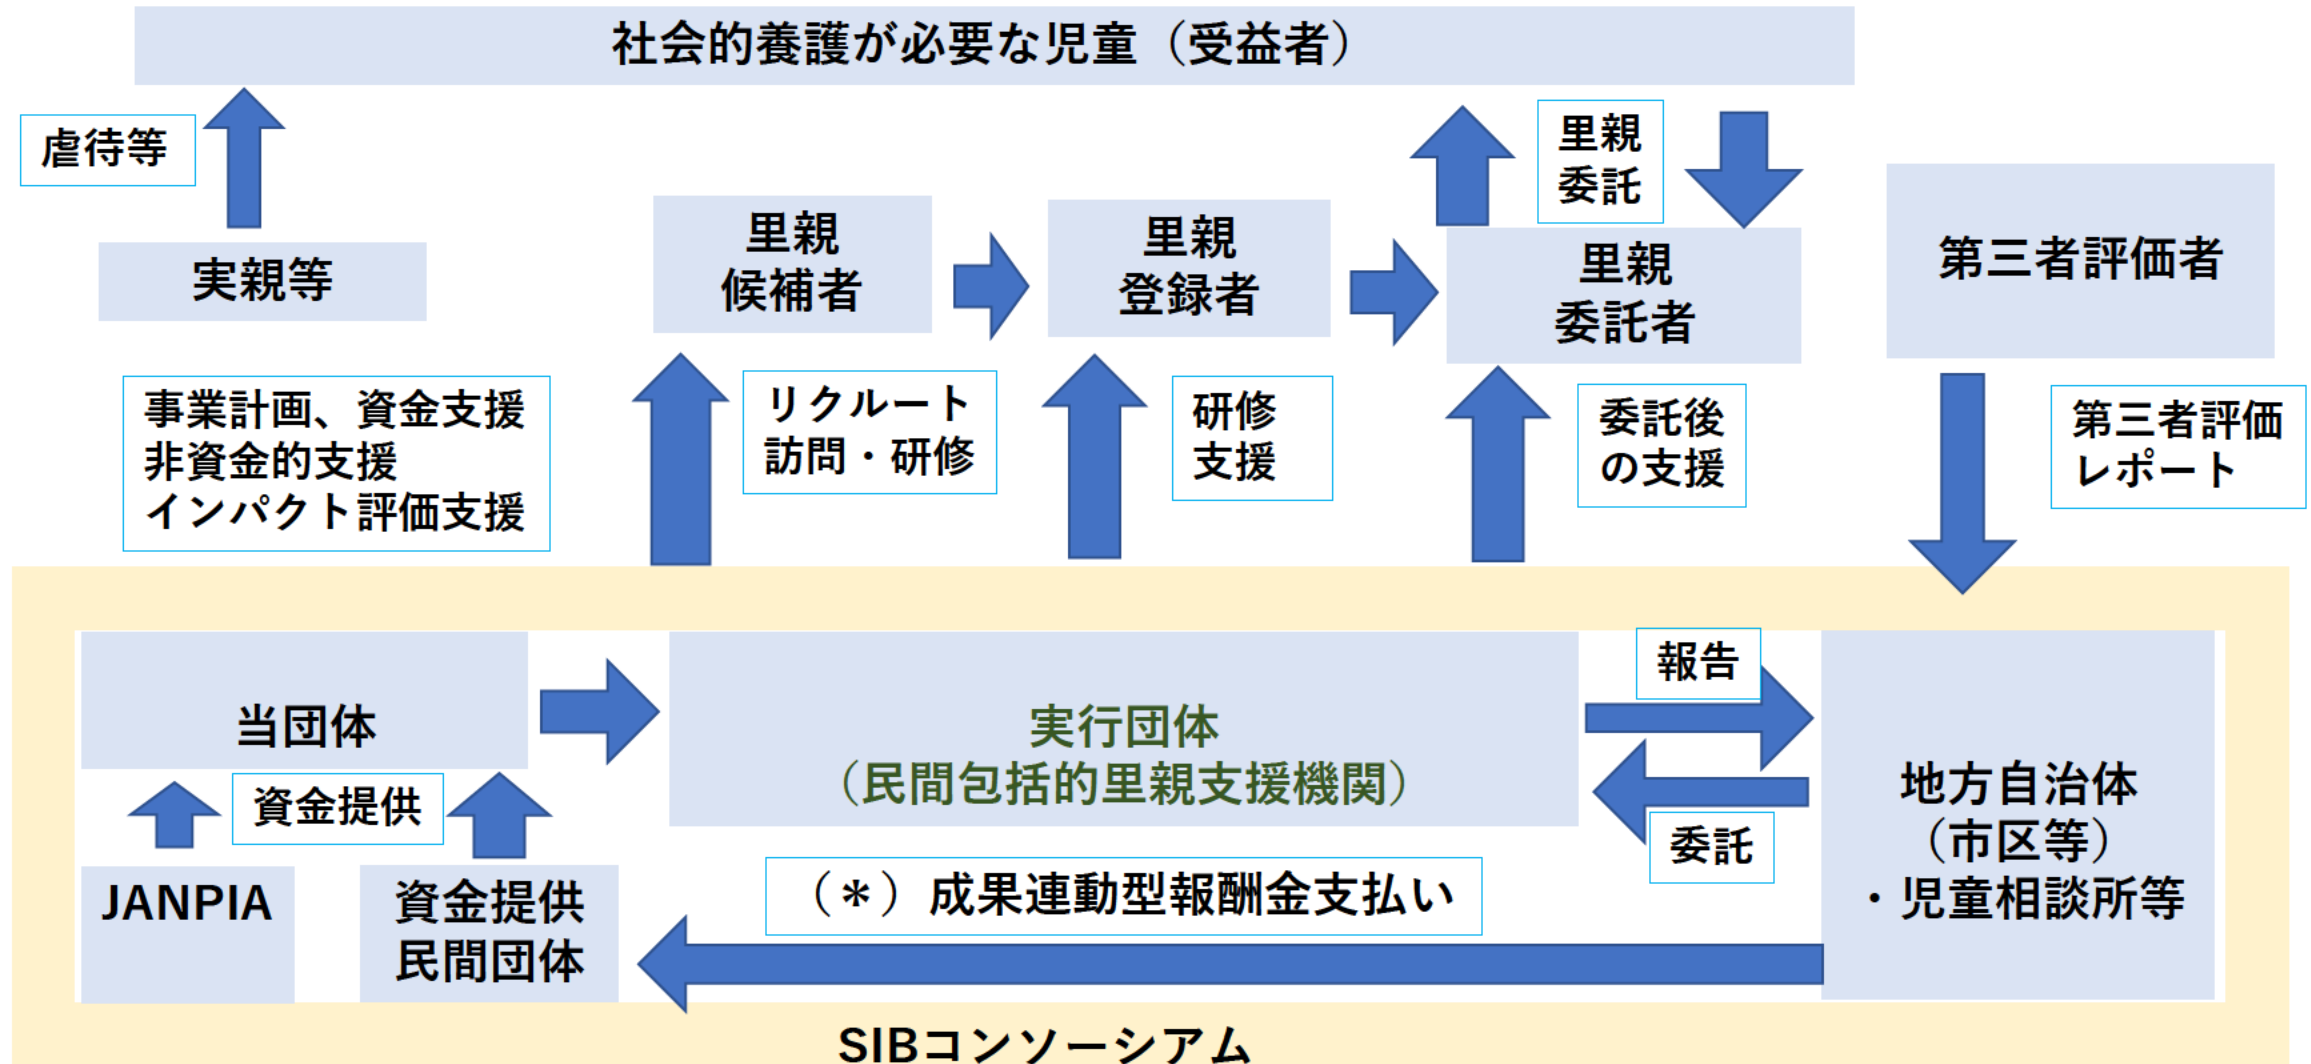 社会的養護が必要な児童（受益者）
虐待等
里親
委託
実親等
里親
候補者
里親
登録者
里親
委託者
第三者評価者
事業計画、資金支援
非資金的支援
インパクト評価支援
リクルート
訪問・研修
研修
支援
委託後
の支援
第三者評価
レポート
当団体
実行団体
（民間包括的里親支援機関）
報告
委託
地方自治体
（市区等）
・児童相談所等
資金提供
JANPIA
資金提供
民間団体
（*）成果連動型報酬金支払い
SIBコンソーシアム